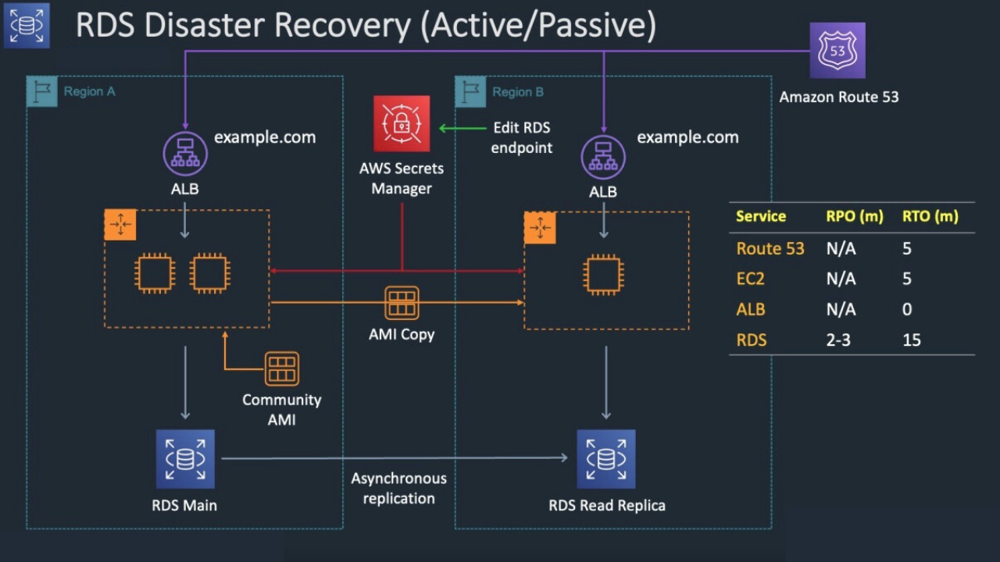 RDS Disaster Recovery (Active/Passive)
53
Amazon Route 53
Region A
Region B
example.com
ALB
AWS Secrets
Manager
Edit RDS
endpoint
example.com
ALB
AMI Copy
Community
AMI
RDS Main
Asynchronous
replication
RDS Read Replica
Service RPO (m) RTO (m)
Route 53 N/A 5
EC2 N/A 5
ALB N/A 0
RDS 2-3 15